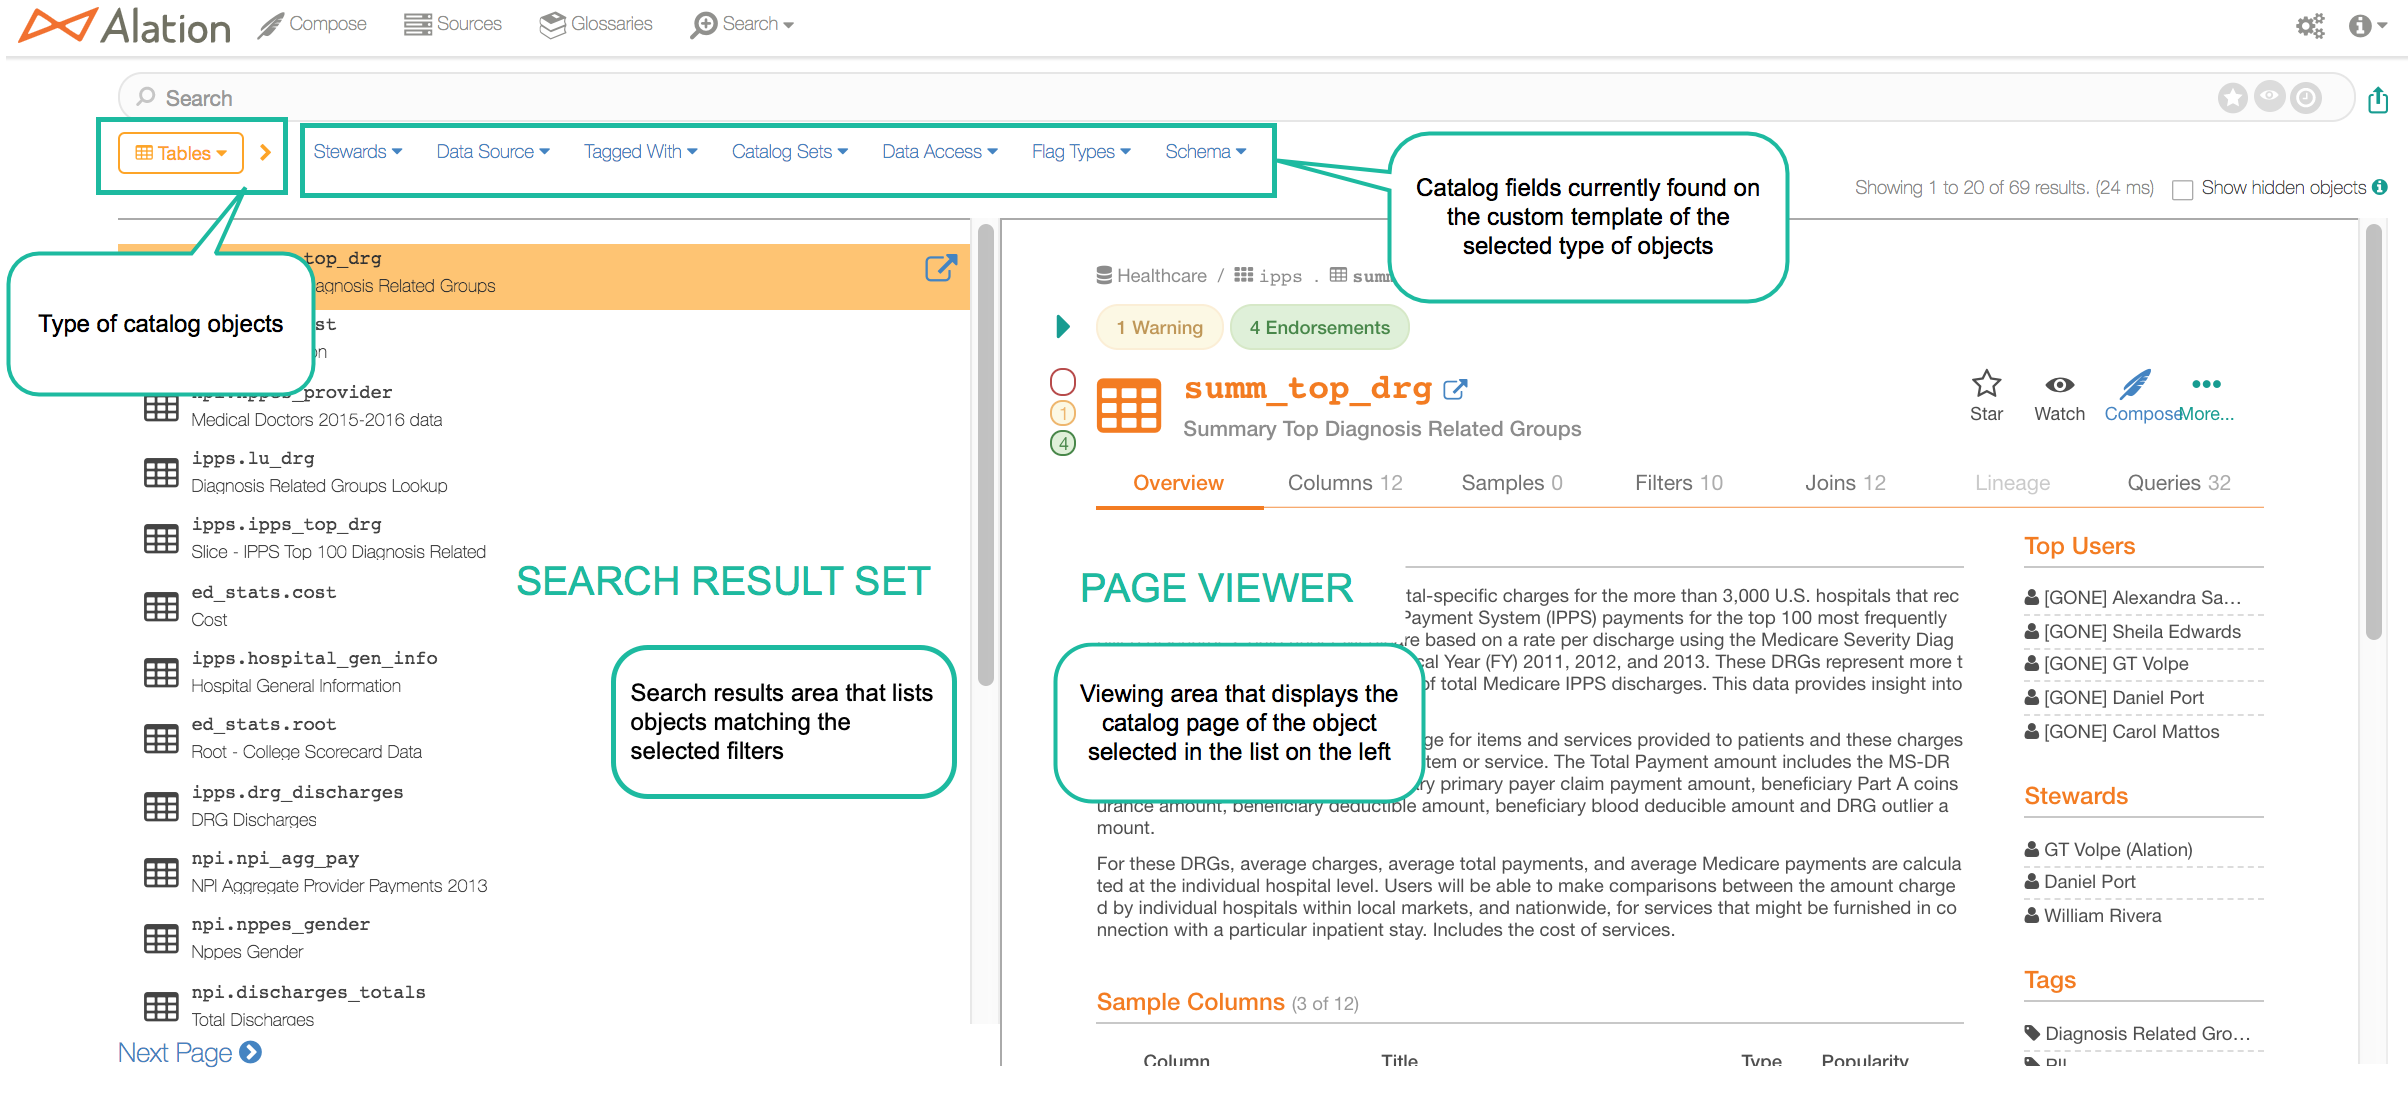 Alation
Compose
Sources
Glossaries
Search
Search
Tables
Stewards
Data Source
Tagged With
Catalog Sets
Data Access
Flag Types
Schema
Catalog fields currently found on
the custom template of the
selected type of objects
Showing 1 to 20 of 69 results. (24 ms)
Show hidden objects
Type of catalog objects
top_drg
agnosis Related Groups
st
on
provider
Medical Doctors 2015-2016 data
ipps.lu_drg
Diagnosis Related Groups Lookup
ipps.ipps_top_drg
Slice - IPPS Top 100 Diagnosis Related
ed_stats.cost
Cost
ipps.hospital_gen_info
Hospital General Information
ed_stats.root
Root - College Scorecard Data
ipps.drg_discharges
DRG Discharges
npi.npi_agg_pay
NPI Aggregate Provider Payments 2013
npi.nppes_gender
Nppes Gender
npi.discharges_totals
Total Discharges
Next Page
SEARCH RESULT SET
Search results area that lists
objects matching the
selected filters
Healthcare / ipps . summ
1 Warning
4 Endorsements
1
4
summ_top_drg
Summary Top Diagnosis Related Groups
Star
Watch
Compose
More...
Overview
Columns 12
Samples 0
Filters 10
Joins 12
Lineage
Queries 32
PAGE VIEWER
Viewing area that displays the
catalog page of the object
selected in the list on the left
tal-specific charges for the more than 3,000 U.S. hospitals that rec
Payment System (IPPS) payments for the top 100 most frequently
re based on a rate per discharge using the Medicare Severity Diag
cal Year (FY) 2011, 2012, and 2013. These DRGs represent more t
of total Medicare IPPS discharges. This data provides insight into
ge for items and services provided to patients and these charges
tem or service. The Total Payment amount includes the MS-DR
ry primary payer claim payment amount, beneficiary Part A coins
urance amount, beneficiary deductible amount, beneficiary blood deducible amount and DRG outlier a
mount.
For these DRGs, average charges, average total payments, and average Medicare payments are calcula
ted at the individual hospital level. Users will be able to make comparisons between the amount charge
d by individual hospitals within local markets, and nationwide, for services that might be furnished in co
nnection with a particular inpatient stay. Includes the cost of services.
Sample Columns (3 of 12)
Column
Title
Type
Popularity
Top Users
[GONE] Alexandra Sa...
[GONE] Sheila Edwards
[GONE] GT Volpe
[GONE] Daniel Port
[GONE] Carol Mattos
Stewards
GT Volpe (Alation)
Daniel Port
William Rivera
Tags
Diagnosis Related Gro...